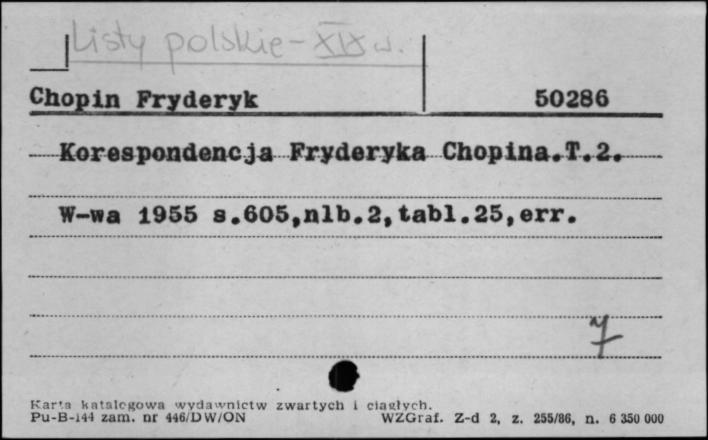 Listy polskie - XIX w.
Chopin Fryderyk 50286
Korespondencja Fryderyka Chopina.T.2.
W-wa 1955 s.605,nlb.2,tabl.25,err.
7
Karta katalogowa wydawnictw zwartych i ciągłych.
Pu-B-144 zam. nr 446/DW/ON WZGraf. Z-d 2, z. 255/86, n. 6 350 000